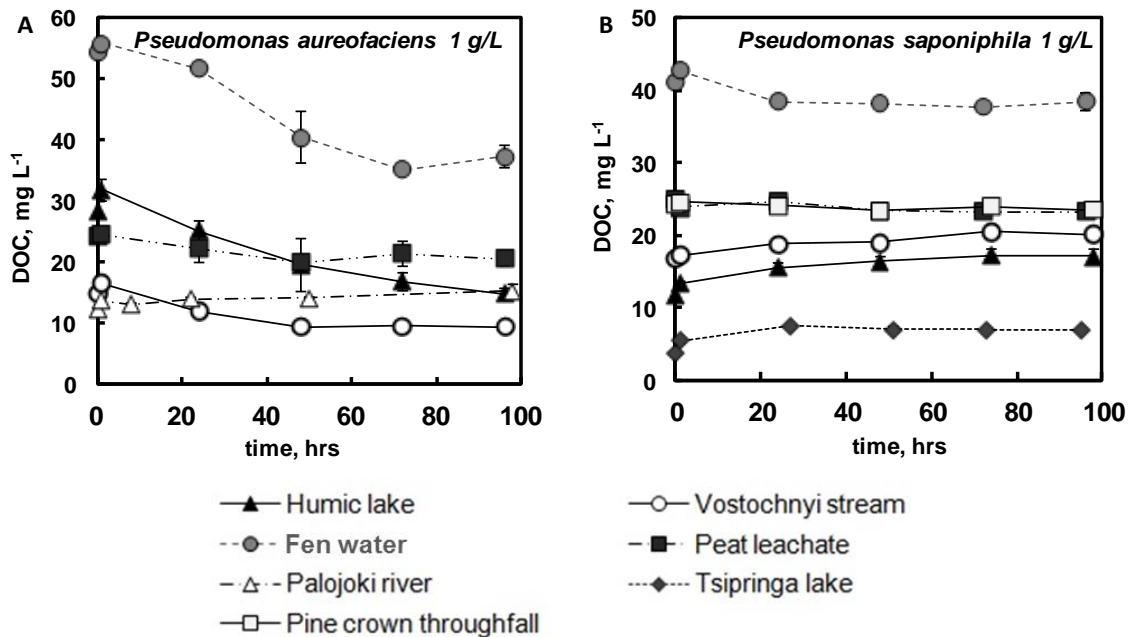 A
Pseudomonas aureofaciens 1 g/L
60
50
40
30
20
10
0
DOC, mg L-1
0 20 40 60 80 100
time, hrs
B
Pseudomonas saponiphila 1 g/L
50
40
30
20
10
0
DOC, mg L-1
0 20 40 60 80 100
time, hrs
Humic lake
Fen water
Palojoki river
Pine crown throughfall
Vostochnyi stream
Peat leachate
Tsipringa lake